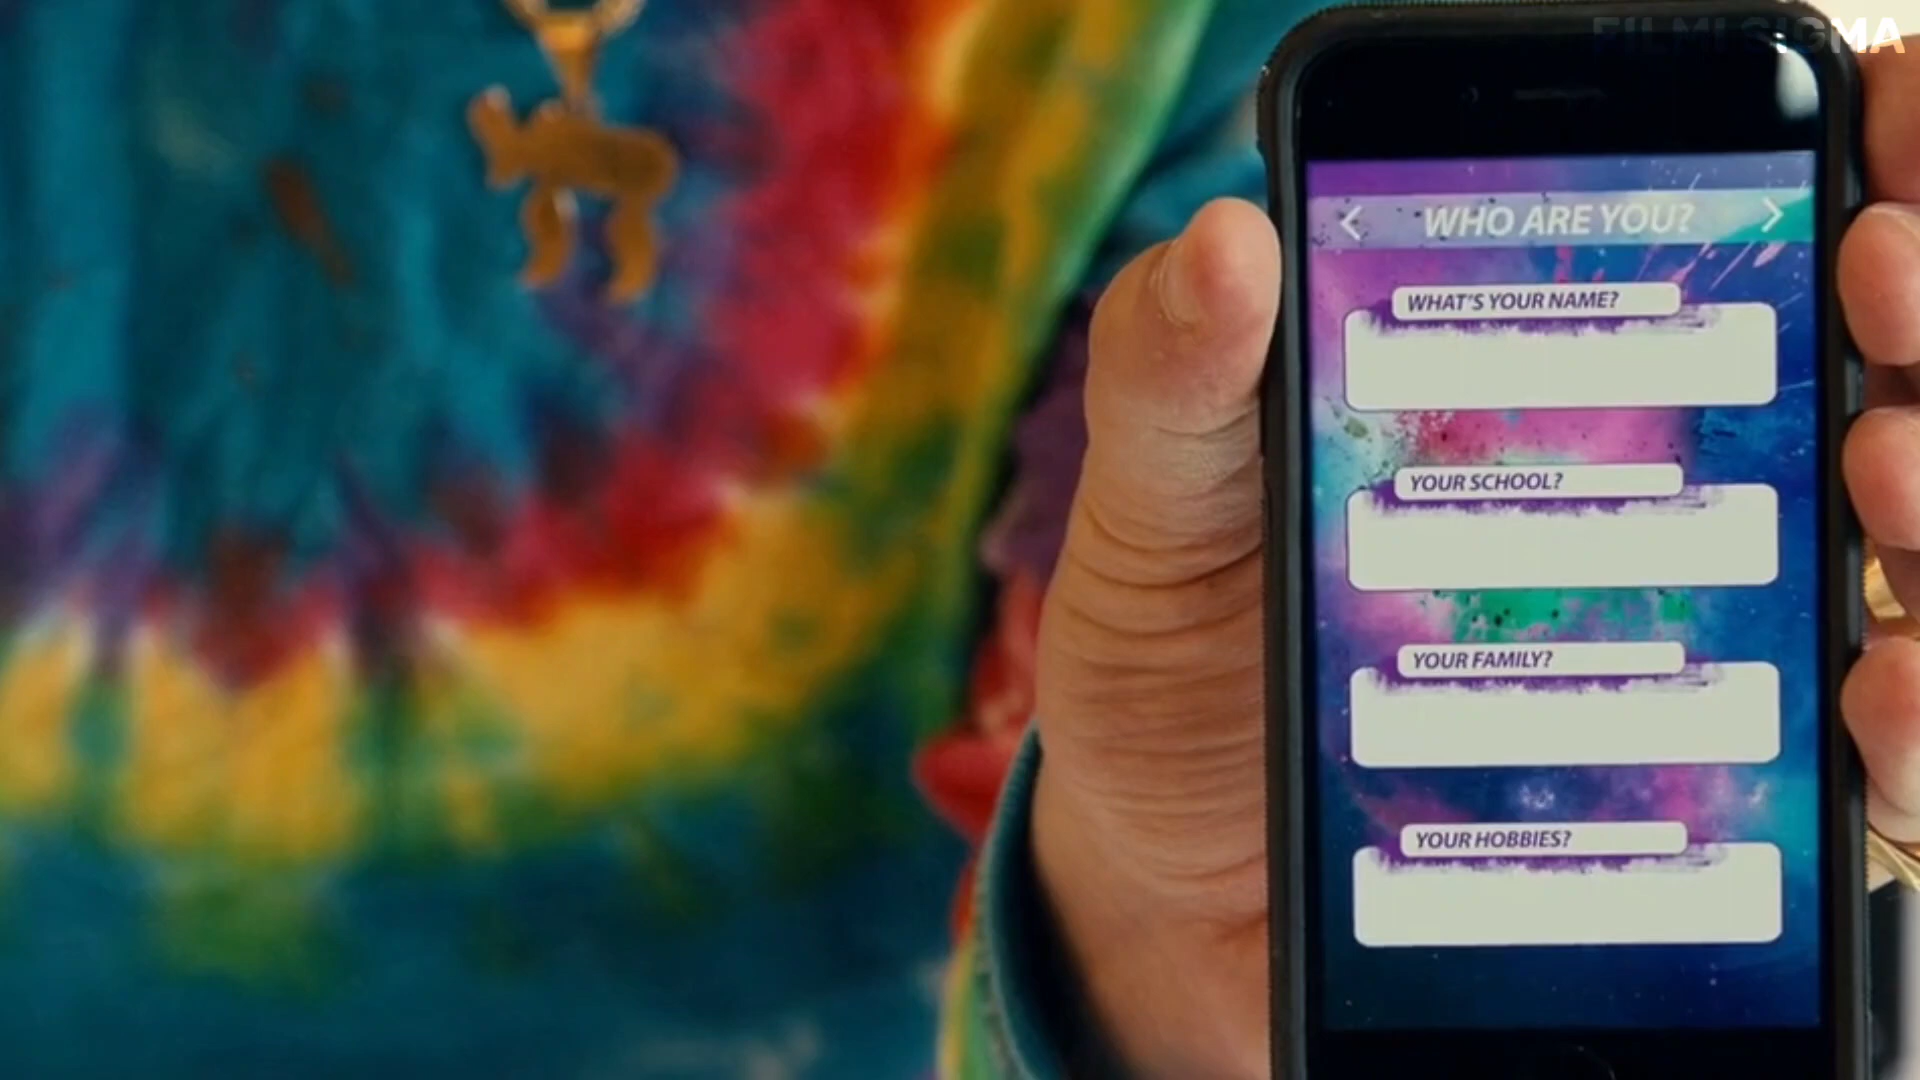 FILMI SIGMA
WHO ARE YOU?
WHAT'S YOUR NAME?
YOUR SCHOOL?
YOUR FAMILY?
YOUR HOBBIES?